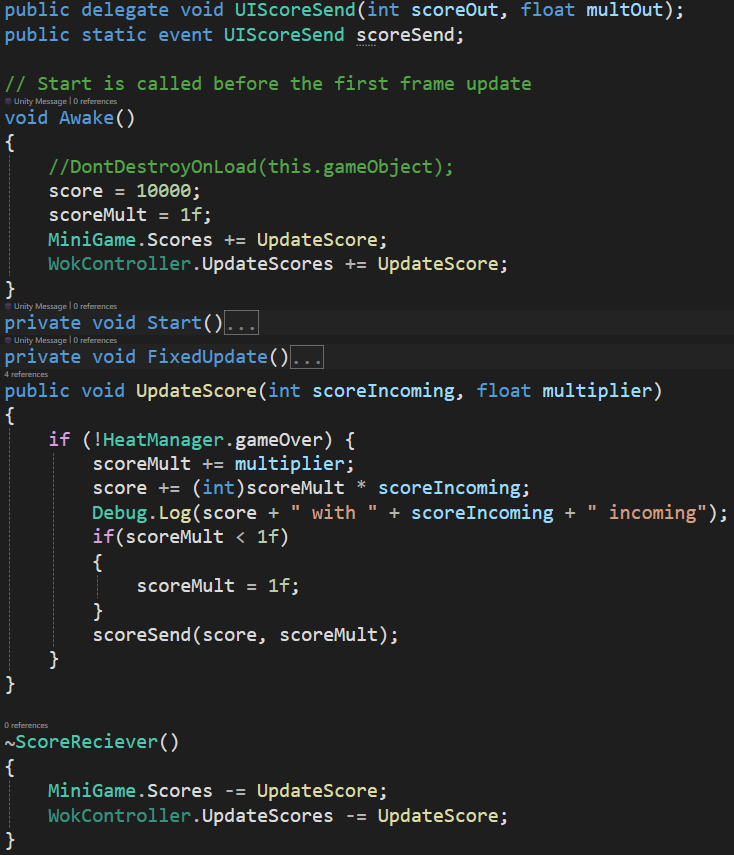 public delegate void UIScoreSend(int scoreOut, float multOut);
public static event UIScoreSend scoreSend;
// Start is called before the first frame update
Unity Message | 0 references
void Awake()
{
//DontDestroyOnLoad(this.gameObject);
score = 10000;
scoreMult = 1f;
MiniGame.Scores += UpdateScore;
WokController.UpdateScores += UpdateScore;
}
Unity Message | 0 references
private void Start()...
Unity Message | 0 references
private void FixedUpdate()...
4 references
public void UpdateScore(int scoreIncoming, float multiplier)
{
if (!HeatManager.gameOver) {
scoreMult += multiplier;
score += (int)scoreMult * scoreIncoming;
Debug.Log(score + " with " + scoreIncoming + " incoming");
if(scoreMult < 1f)
{
scoreMult = 1f;
}
scoreSend(score, scoreMult);
}
}
0 references
~ScoreReciever()
{
MiniGame.Scores -= UpdateScore;
WokController.UpdateScores -= UpdateScore;
}